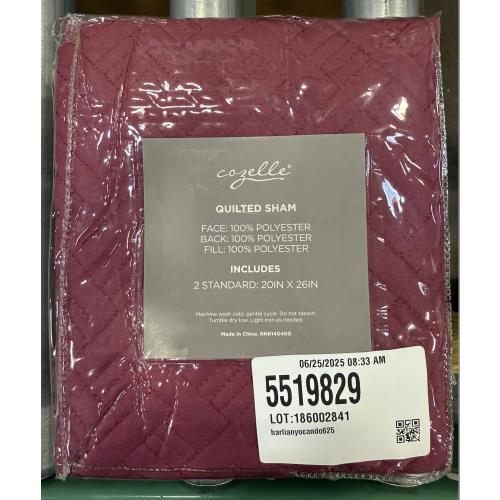 cozelle®
QUILTED SHAM
FACE: 100% POLYESTER
BACK: 100% POLYESTER
FILL: 100% POLYESTER
INCLUDES
2 STANDARD: 20IN X 26IN
Machine wash cold, gentle cycle. Do not bleach.
Tumble dry low. Light iron as needed.
Made in China. RN#140400
06/25/2025 08:33 AM
5519829
LOT:186002841
harlianyocando625